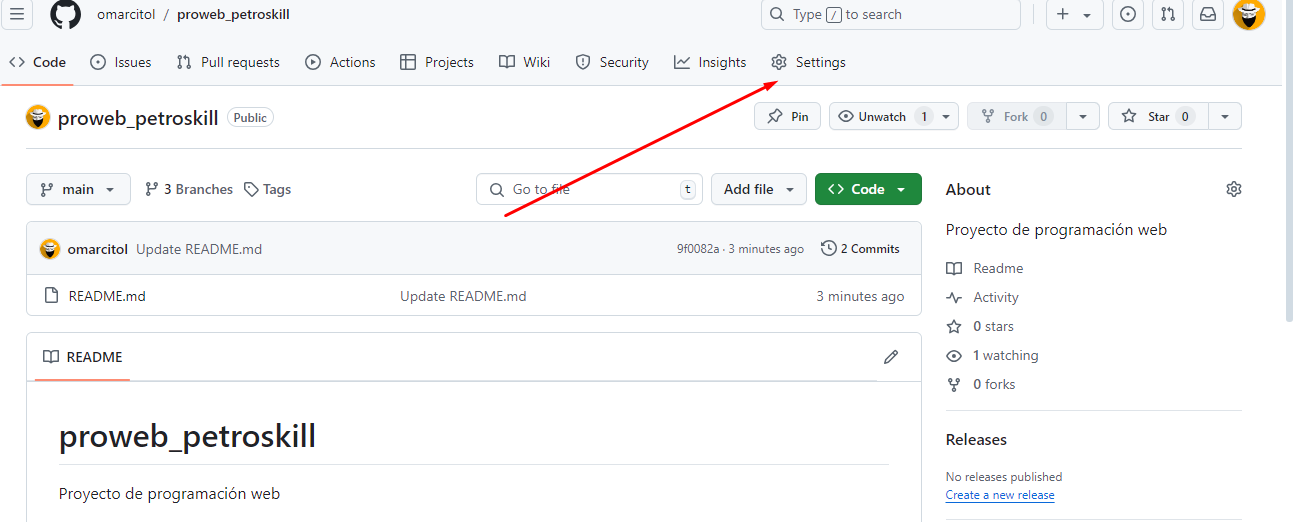 omarcitol / proweb_petroskill Type / to search
Code Issues Pull requests Actions Projects Wiki Security Insights Settings
proweb_petroskill Public Pin Unwatch 1 Fork 0 Star 0
main 3 Branches Tags Go to file t Add file Code
omarcitol Update README.md 9f0082a · 3 minutes ago 2 Commits
README.md Update README.md 3 minutes ago
README
proweb_petroskill
Proyecto de programación web
About
Proyecto de programación web
Readme
Activity
0 stars
1 watching
0 forks
Releases
No releases published
Create a new release